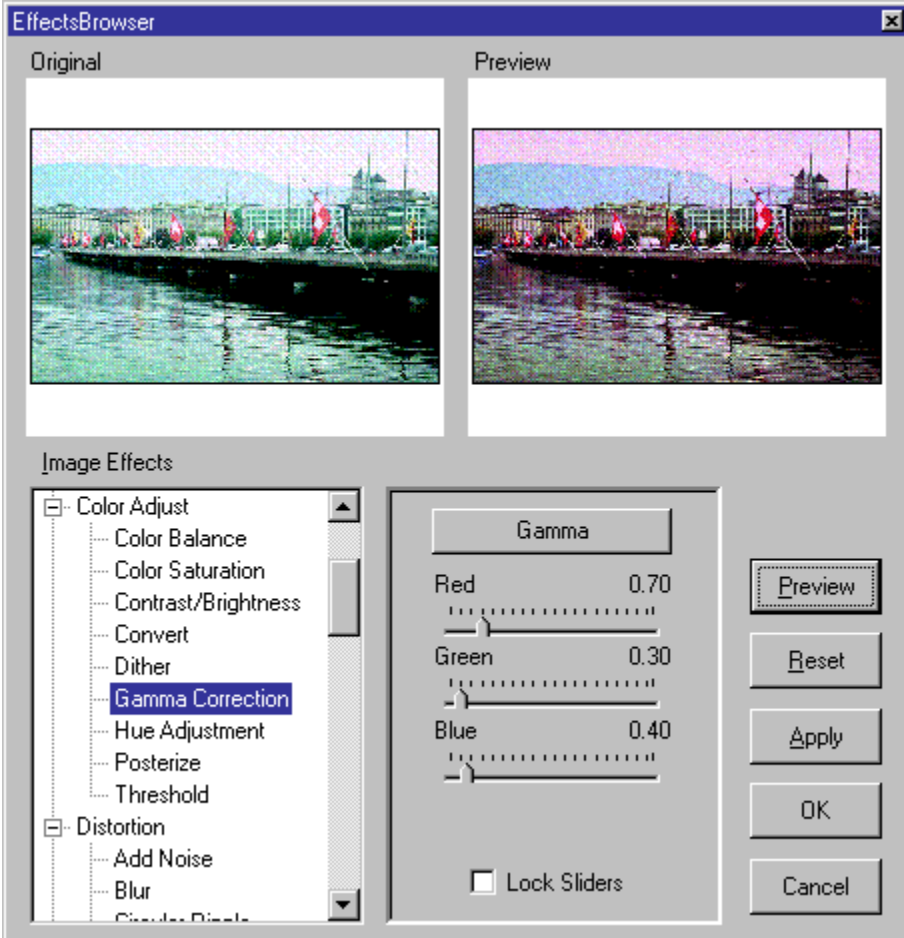 EffectsBrowser
Original
Preview
Image Effects
Color Adjust
Color Balance
Color Saturation
Contrast/Brightness
Convert
Dither
Gamma Correction
Hue Adjustment
Posterize
Threshold
Distortion
Add Noise
Blur
Gamma
Red 0.70
Green 0.30
Blue 0.40
Lock Sliders
Preview
Reset
Apply
OK
Cancel